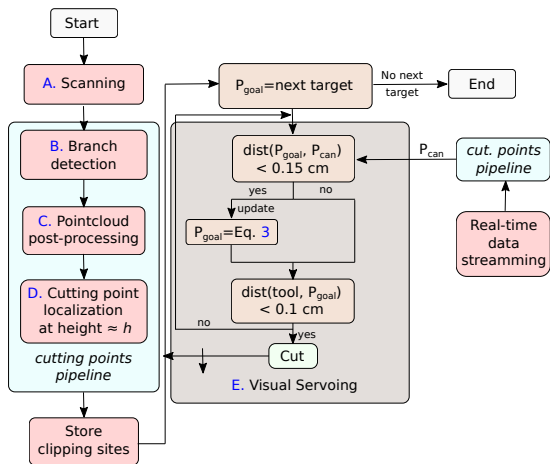 Start
A. Scanning
B. Branch
detection
C. Pointcloud
post-processing
D. Cutting point
localization
at height ≈ h
cutting points
pipeline
Store
clipping sites
P_goal=next target
No next
target
End
dist(P_goal, P_can)
< 0.15 cm
P_can
cut. points
pipeline
Real-time
data
streamming
yes
no
update
P_goal=Eq. 3
dist(tool, P_goal)
< 0.1 cm
no
yes
Cut
E. Visual Servoing